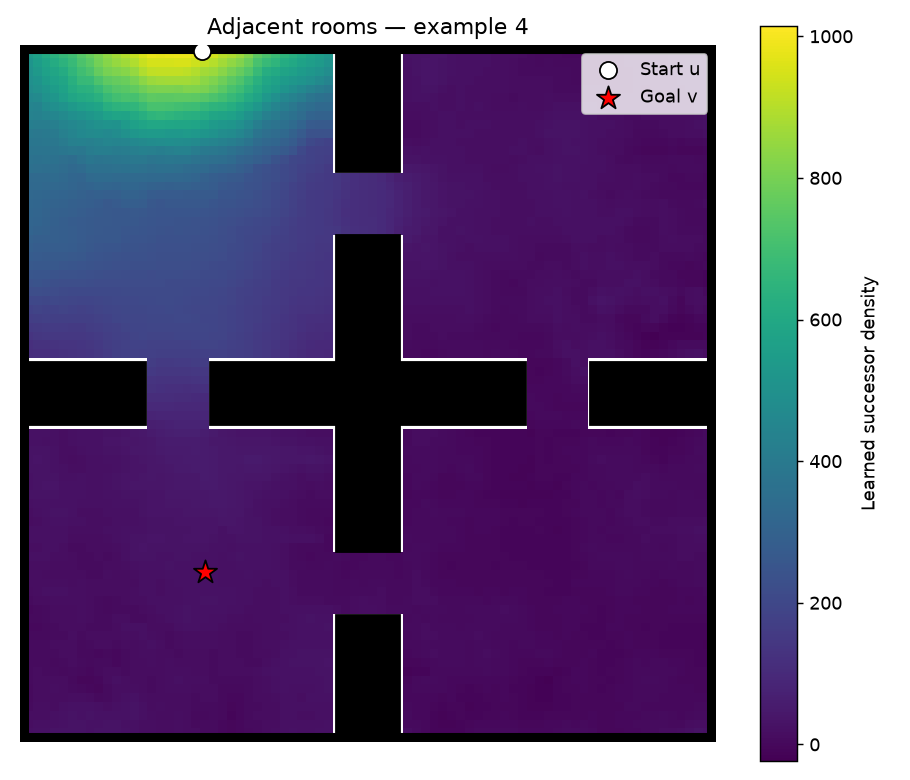 Adjacent rooms — example 4
Start u
Goal v
1000
800
600
400
200
0
Learned successor density